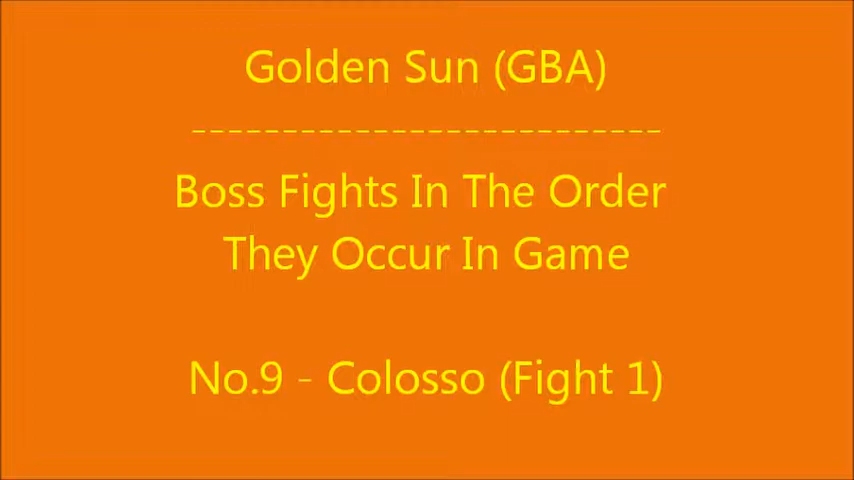 Golden Sun (GBA)
---------------------------
Boss Fights In The Order
They Occur In Game
No.9 - Colosso (Fight 1)